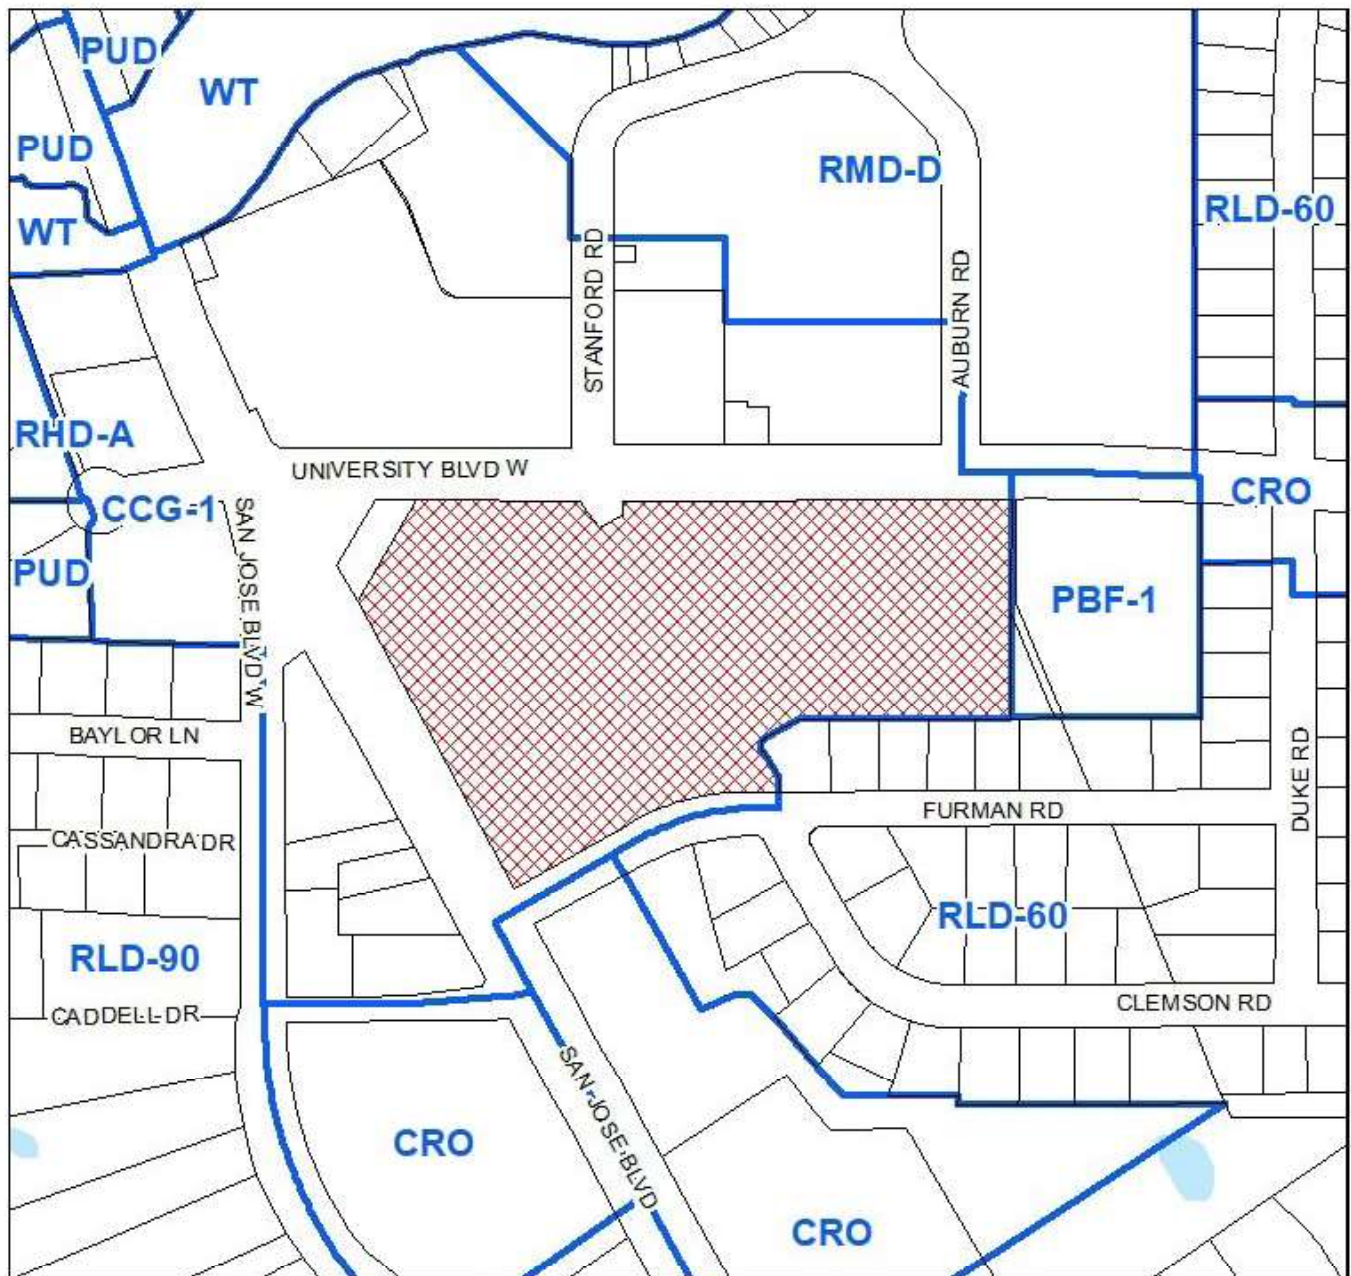 PUD
WT
PUD
RMD-D
RLD-60
WT
STANFORD RD
AUBURN RD
RHD-A
UNIVERSITY BLVD W
CRO
CCG-1
SAN JOSE BLVD W
PUD
PBF-1
BAYLOR LN
DUKE RD
FURMAN RD
CASSANDRA DR
RLD-60
RLD-90
CLEMSON RD
CADDELL DR
SAN JOSE BLVD
CRO
CRO